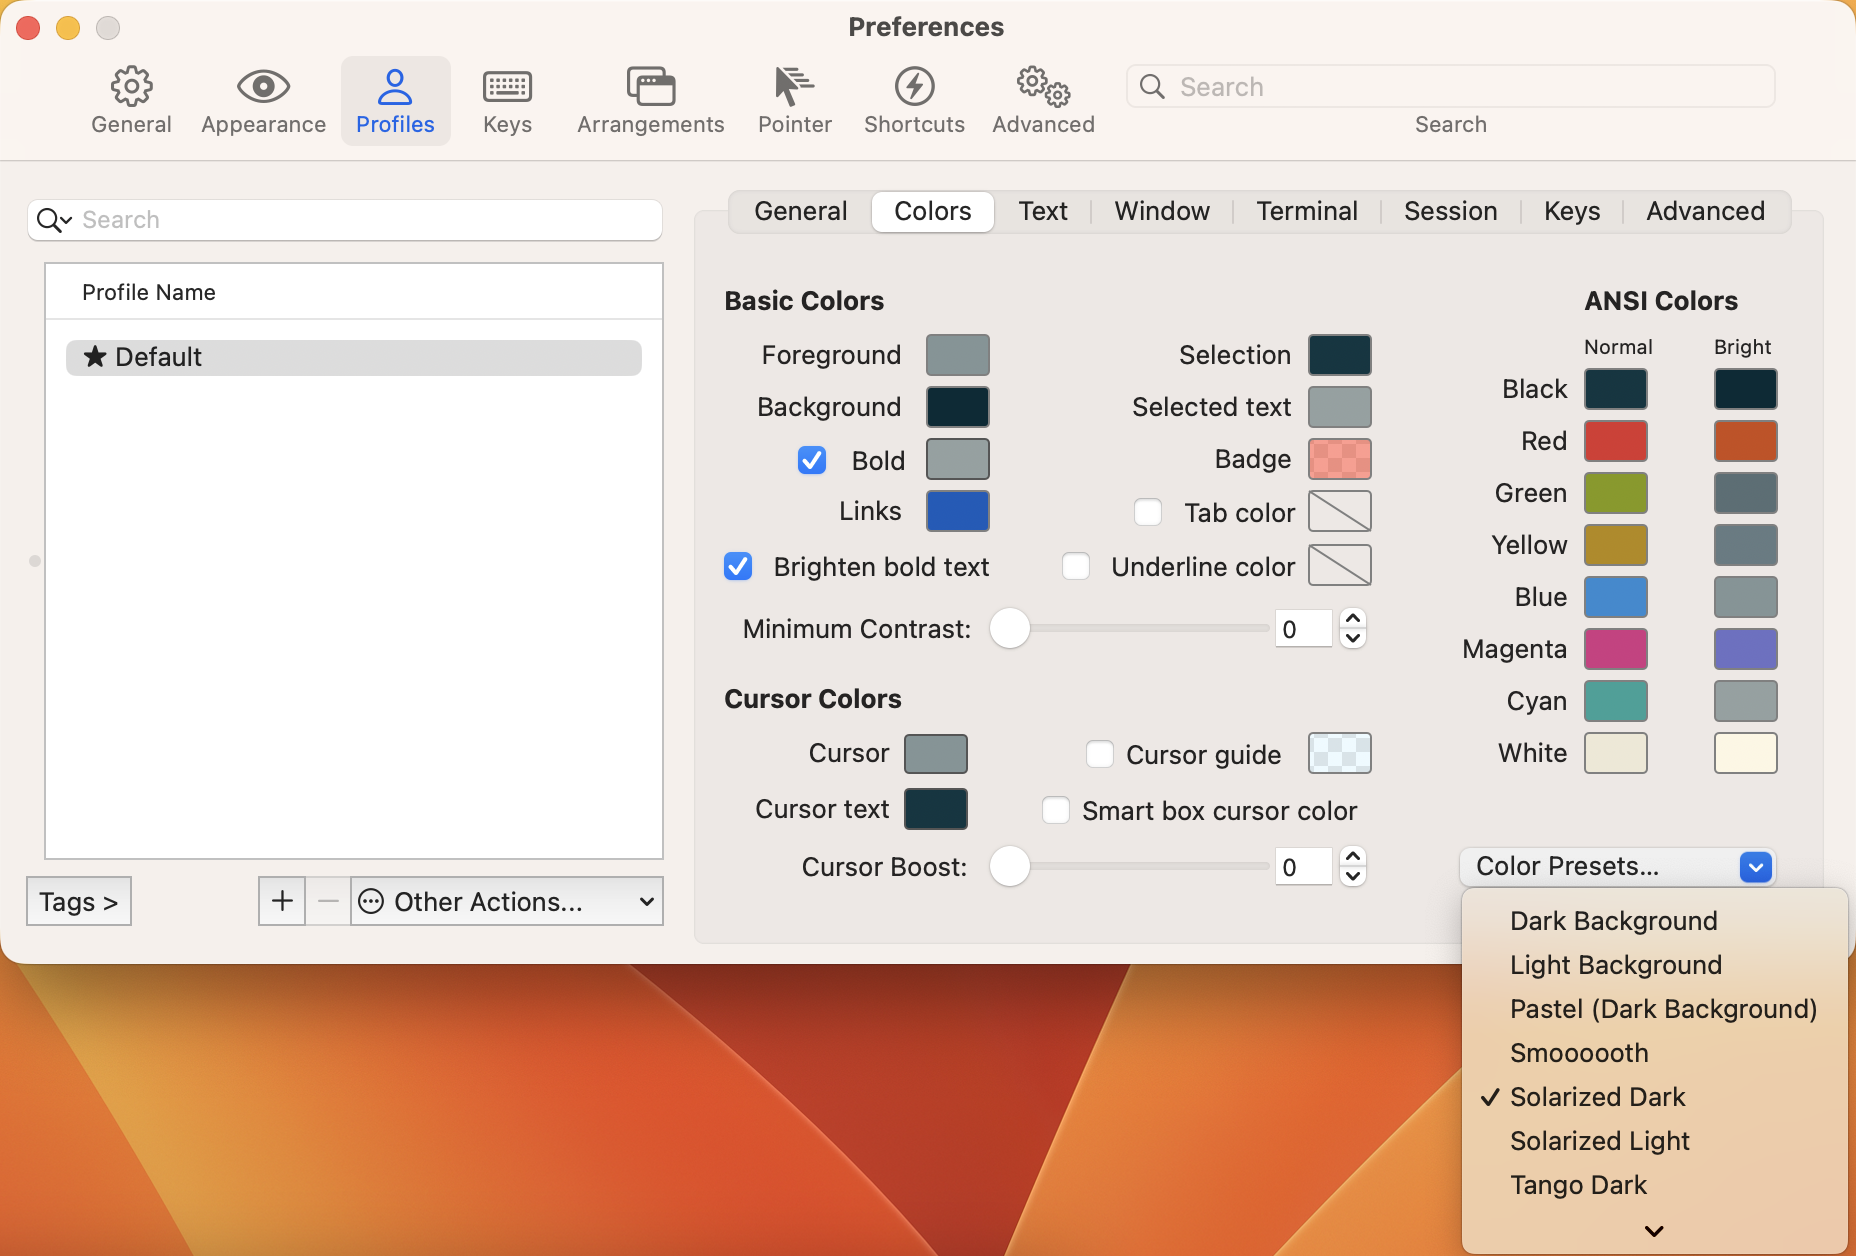 Preferences
General
Appearance
Profiles
Keys
Arrangements
Pointer
Shortcuts
Advanced
Search
Search
Search
Profile Name
Default
Tags >
Other Actions...
General
Colors
Text
Window
Terminal
Session
Keys
Advanced
Basic Colors
Foreground
Background
Bold
Links
Brighten bold text
Selection
Selected text
Badge
Tab color
Underline color
Minimum Contrast:
0
Cursor Colors
Cursor
Cursor text
Cursor guide
Smart box cursor color
Cursor Boost:
0
ANSI Colors
Normal Bright
Black
Red
Green
Yellow
Blue
Magenta
Cyan
White
Color Presets...
Dark Background
Light Background
Pastel (Dark Background)
Smoooooth
Solarized Dark
Solarized Light
Tango Dark